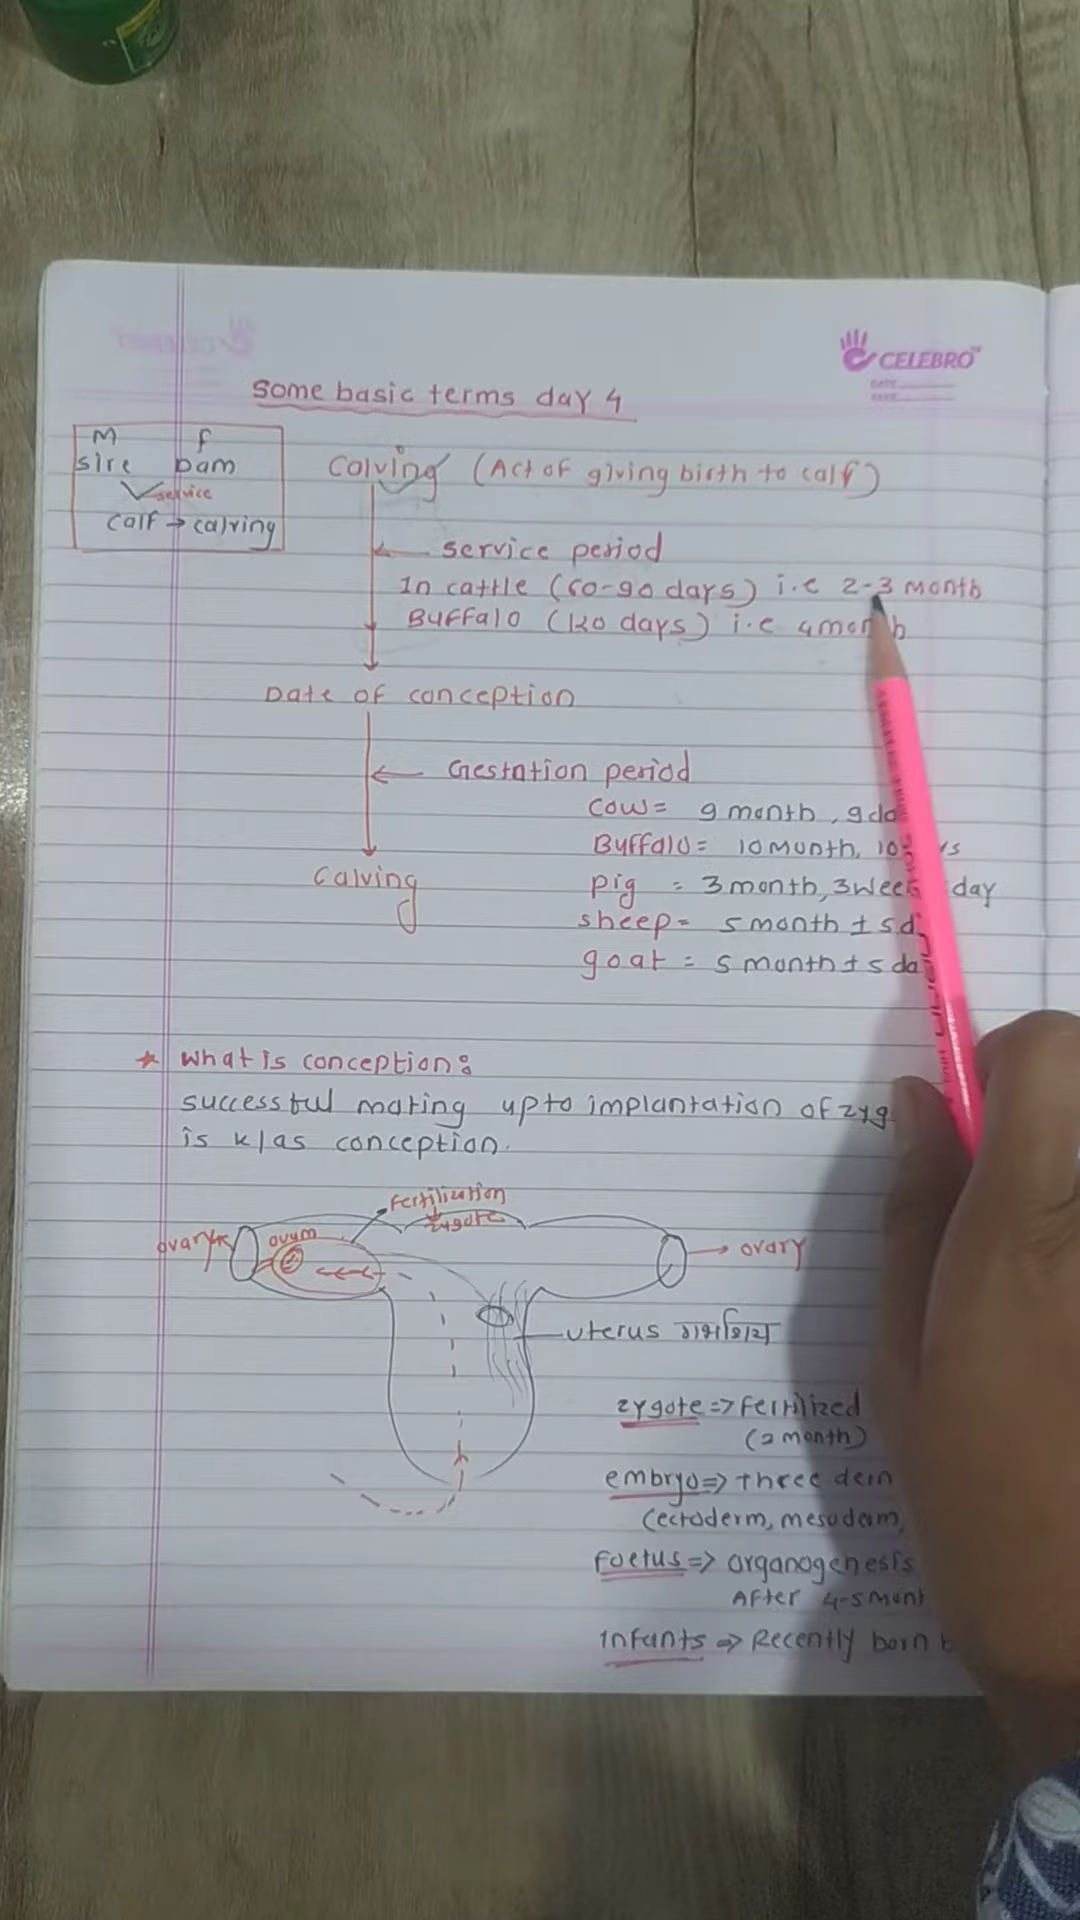 CELEBRO
DATE
some basic terms day 4
M f
sire Dam
service
calf → calving
Calving (Act of giving birth to calf)
← service period
In cattle (60-90 days) i.e 2-3 month
Buffalo (120 days) i.e 4 month
Date of conception
← Gestation period
cow = 9 month, 9 da
Buffalo = 10 month, 10
pig = 3 month, 3 week day
sheep = 5 month ± 5 d
goat = 5 month ± 5 da
Calving
* what is conception:
successful mating upto implantation of zyg
is k/as conception.
Fertilization
zygote
ovary
ovum
→ ovary
uterus गर्भाशय
zygote => Fertilized
(2 month)
embryo => three derm
(ectoderm, mesoderm,
Foetus => organogenesis
After 4-5 mont
Infants => Recently born b